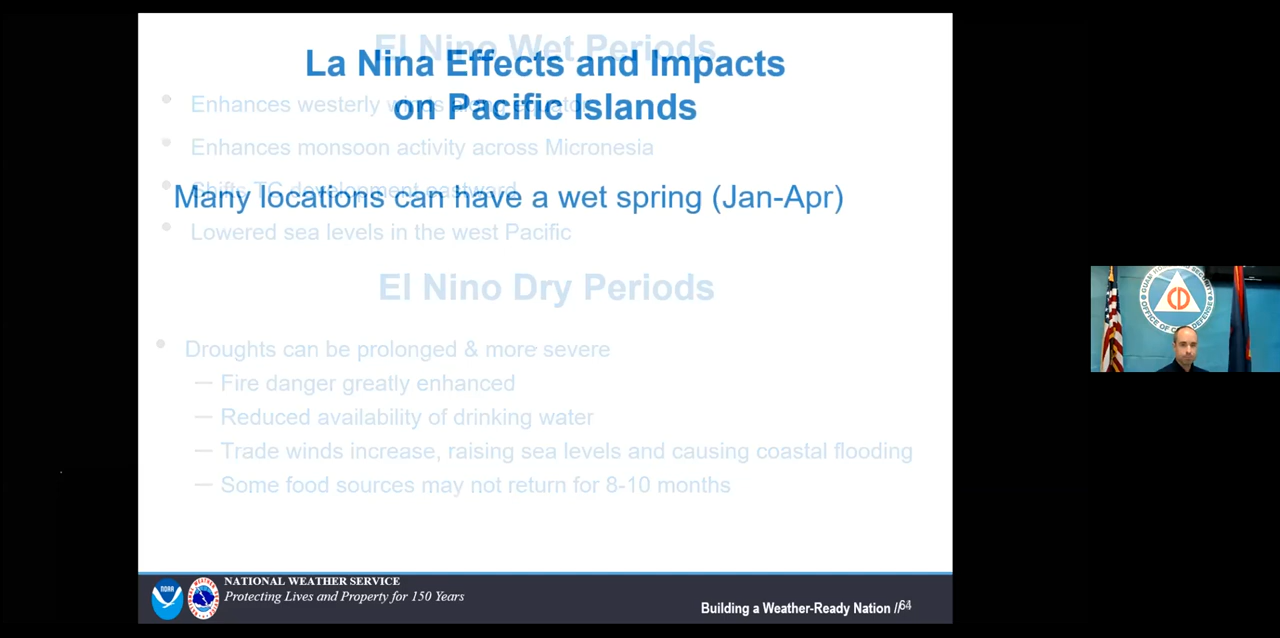 El Nino Wet Periods
La Nina Effects and Impacts
Enhances westerly winds along equator
on Pacific Islands
Enhances monsoon activity across Micronesia
Shifts TC development eastward
Many locations can have a wet spring (Jan-Apr)
Lowered sea levels in the west Pacific
El Nino Dry Periods
Droughts can be prolonged & more severe
Fire danger greatly enhanced
Reduced availability of drinking water
Trade winds increase, raising sea levels and causing coastal flooding
Some food sources may not return for 8-10 months
NOAA
NATIONAL WEATHER SERVICE
Protecting Lives and Property for 150 Years
Building a Weather-Ready Nation // 64
CD